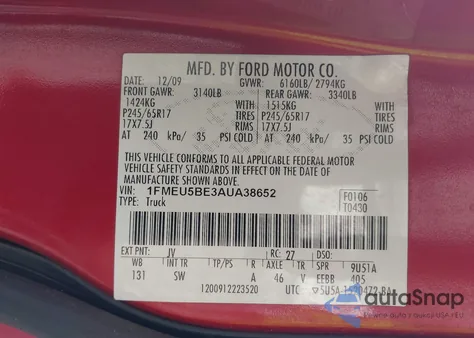 MFD. BY FORD MOTOR CO.
DATE: 12/09 GVWR: 6160LB/ 2794KG
FRONT GAWR: 3140LB REAR GAWR: 3340LB
1424KG WITH 1515KG WITH
P245/65R17 TIRES P245/65R17 TIRES
17X7.5J RIMS 17X7.5J RIMS
AT 240 kPa/ 35 PSI COLD AT 240 kPa/ 35 PSI COLD
THIS VEHICLE CONFORMS TO ALL APPLICABLE FEDERAL MOTOR
VEHICLE SAFETY STANDARDS IN EFFECT ON THE DATE OF
MANUFACTURE SHOWN ABOVE.
VIN: 1FMEU5BE3AUA38652 F0106
TYPE: Truck T0430
EXT PNT: JV RC: 27 DSO:
WB INT TR TP/PS R AXLE TR SPR 9U51A
131 SW A 46 V EEBB 405
1200912223520 UTC
AutoSnap